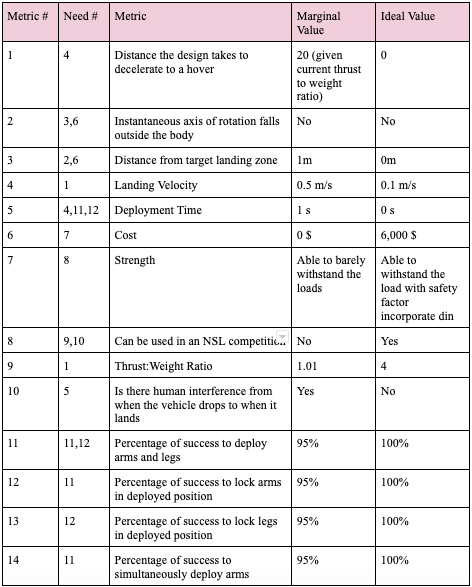 Metric # Need # Metric Marginal Value Ideal Value
1 4 Distance the design takes to decelerate to a hover 20 (given current thrust to weight ratio) 0
2 3,6 Instantaneous axis of rotation falls outside the body No No
3 2,6 Distance from target landing zone 1m 0m
4 1 Landing Velocity 0.5 m/s 0.1 m/s
5 4,11,12 Deployment Time 1 s 0 s
6 7 Cost 0 $ 6,000 $
7 8 Strength Able to barely withstand the loads Able to withstand the load with safety factor incorporate din
8 9,10 Can be used in an NSL No Yes
9 1 Thrust:Weight Ratio 1.01 4
10 5 Is there human interference from when the vehicle drops to when it lands Yes No
11 11,12 Percentage of success to deploy arms and legs 95% 100%
12 11 Percentage of success to lock arms in deployed position 95% 100%
13 12 Percentage of success to lock legs in deployed position 95% 100%
14 11 Percentage of success to simultaneously deploy arms 95% 100%